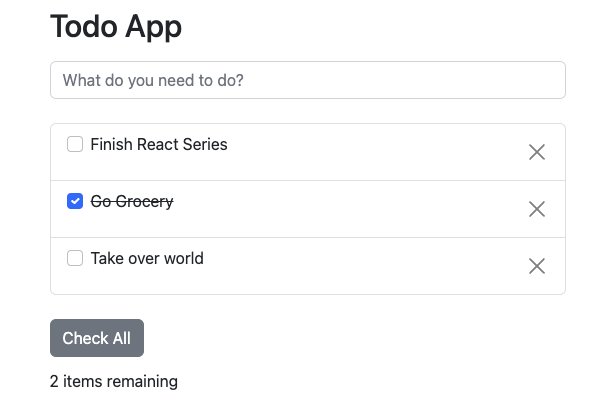 Todo App
What do you need to do?
Finish React Series
Go Grocery
Take over world
Check All
2 items remaining